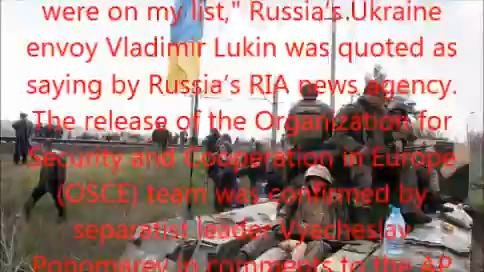 were on my list," Russia's Ukraine
envoy Vladimir Lukin was quoted as
saying by Russia's RIA news agency.
The release of the Organization for
Security and Cooperation in Europe
(OSCE) team was confirmed by
separatist leader Vyacheslav
Ponomarev in comments to the AP